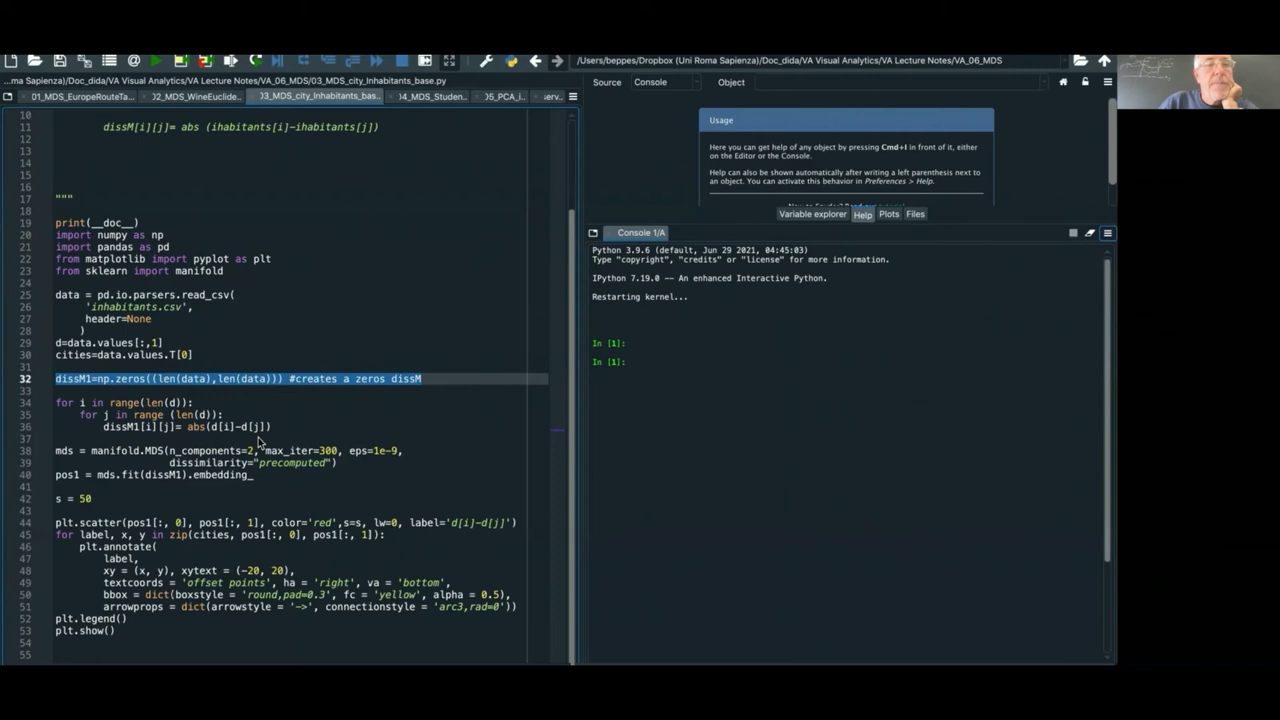 /beppes/Dropbox (Uni Roma Sapienza)/Doc_dida/VA Visual Analytics/VA Lecture Notes/VA_06_MDS
ma Sapienza)/Doc_dida/VA Visual Analytics/VA Lecture Notes/VA_06_MDS/03_MDS_city_Inhabitants_base.py
Source Console Object
01_MDS_EuropeRouteTa... 02_MDS_WineEuclide... 03_MDS_city_Inhabitants_bas... 04_MDS_Studen... 05_PCA_i...
10
11 dissM[i][j]= abs (ihabitants[i]-ihabitants[j])
12
13
14
15
16
17 """
18
19 print(__doc__)
20 import numpy as np
21 import pandas as pd
22 from matplotlib import pyplot as plt
23 from sklearn import manifold
24
25 data = pd.io.parsers.read_csv(
26 'inhabitants.csv',
27 header=None
28 )
29 d=data.values[:,1]
30 cities=data.values.T[0]
31
32 dissM1=np.zeros((len(data),len(data))) #creates a zeros dissM
33
34 for i in range(len(d)):
35 for j in range (len(d)):
36 dissM1[i][j]= abs(d[i]-d[j])
37
38 mds = manifold.MDS(n_components=2, max_iter=300, eps=1e-9,
39 dissimilarity="precomputed")
40 pos1 = mds.fit(dissM1).embedding_
41
42 s = 50
43
44 plt.scatter(pos1[:, 0], pos1[:, 1], color='red',s=s, lw=0, label='d[i]-d[j]')
45 for label, x, y in zip(cities, pos1[:, 0], pos1[:, 1]):
46 plt.annotate(
47 label,
48 xy = (x, y), xytext = (-20, 20),
49 textcoords = 'offset points', ha = 'right', va = 'bottom',
50 bbox = dict(boxstyle = 'round,pad=0.3', fc = 'yellow', alpha = 0.5),
51 arrowprops = dict(arrowstyle = '->', connectionstyle = 'arc3,rad=0'))
52 plt.legend()
53 plt.show()
54
55
Usage
Here you can get help of any object by pressing Cmd+I in front of it, either
on the Editor or the Console.
Help can also be shown automatically after writing a left parenthesis next to
an object. You can activate this behavior in Preferences > Help.
Variable explorer Help Plots Files
Console 1/A
Python 3.9.6 (default, Jun 29 2021, 04:45:03)
Type "copyright", "credits" or "license" for more information.
IPython 7.19.0 -- An enhanced Interactive Python.
Restarting kernel...
In [1]:
In [1]: